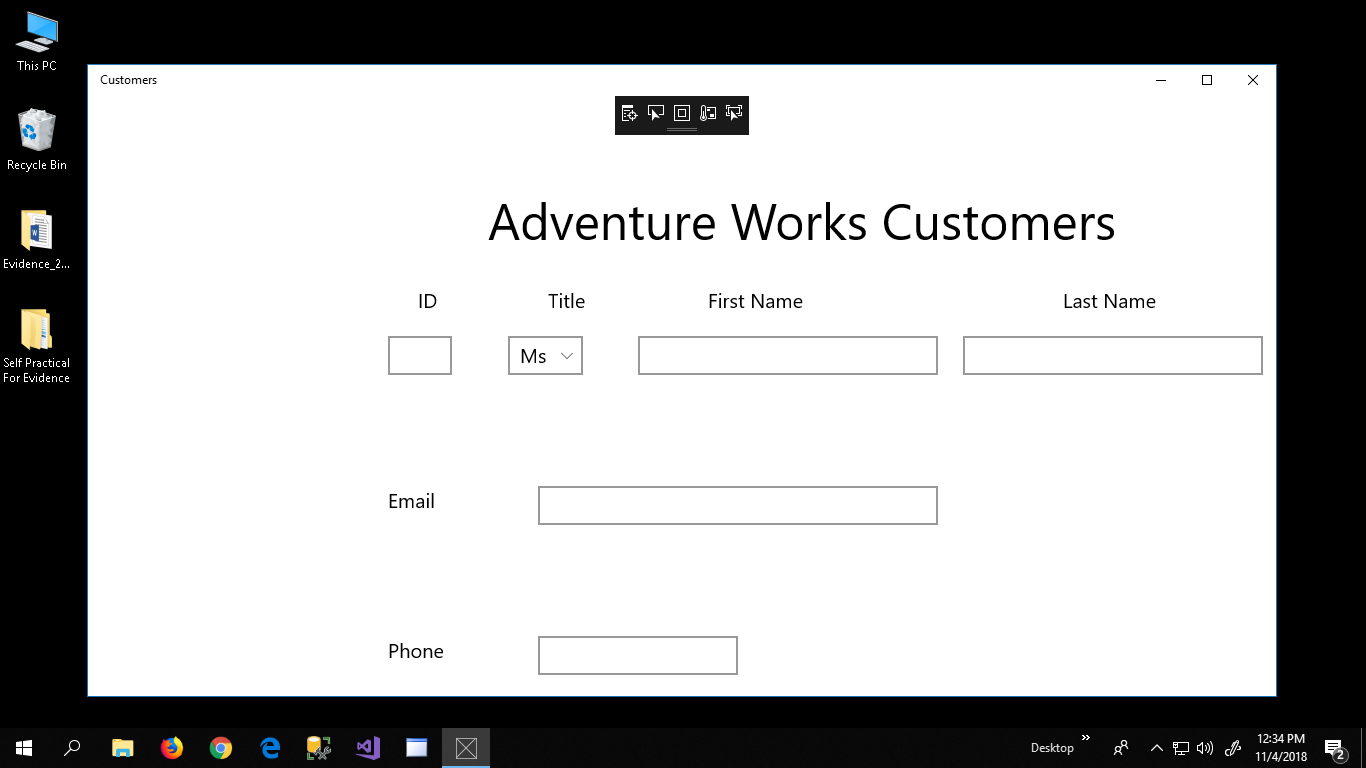 This PC
Recycle Bin
Evidence_2...
Self Practical
For Evidence
Customers
Adventure Works Customers
ID Title First Name Last Name
Ms
Email
Phone
Desktop
12:34 PM
11/4/2018
2